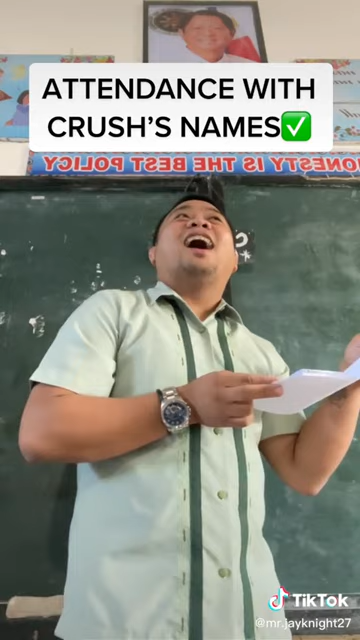 ATTENDANCE WITH
CRUSH'S NAMES✅
HONESTY IS THE BEST POLICY
TikTok
@mr.jayknight27